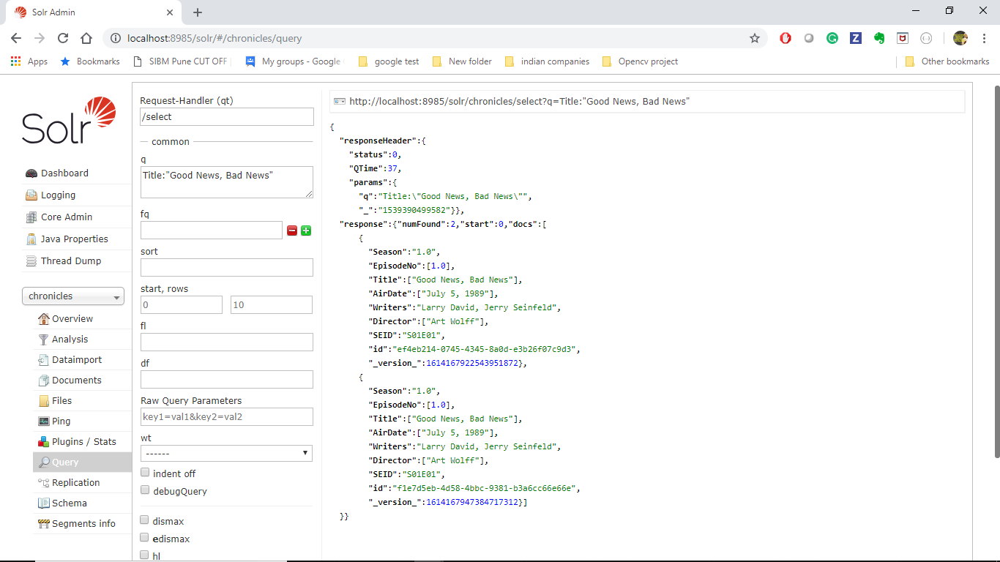 Solr Admin
localhost:8985/solr/#/chronicles/query
Apps Bookmarks SIBM Pune CUT OFF My groups - Google google test New folder indian companies Opencv project Other bookmarks
Solr
Dashboard
Logging
Core Admin
Java Properties
Thread Dump
chronicles
Overview
Analysis
Dataimport
Documents
Files
Ping
Plugins / Stats
Query
Replication
Schema
Segments info
Request-Handler (qt)
/select
common
q
Title:"Good News, Bad News"
fq
sort
start, rows
0 10
fl
df
Raw Query Parameters
key1=val1&key2=val2
wt
------
indent off
debugQuery
dismax
edismax
hl
http://localhost:8985/solr/chronicles/select?q=Title:"Good News, Bad News"
{
"responseHeader":{
"status":0,
"QTime":37,
"params":{
"q":"Title:\"Good News, Bad News\"",
"_":"1539390499582"}},
"response":{"numFound":2,"start":0,"docs":[
{
"Season":"1.0",
"EpisodeNo":[1.0],
"Title":["Good News, Bad News"],
"AirDate":["July 5, 1989"],
"Writers":"Larry David, Jerry Seinfeld",
"Director":["Art Wolff"],
"SEID":"S01E01",
"id":"ef4eb214-0745-4345-8a0d-e3b26f07c9d3",
"_version_":1614167922543951872},
{
"Season":"1.0",
"EpisodeNo":[1.0],
"Title":["Good News, Bad News"],
"AirDate":["July 5, 1989"],
"Writers":"Larry David, Jerry Seinfeld",
"Director":["Art Wolff"],
"SEID":"S01E01",
"id":"f1e7d5eb-4d58-4bbc-9381-b3a6cc66e66e",
"_version_":1614167947384717312}]
}}